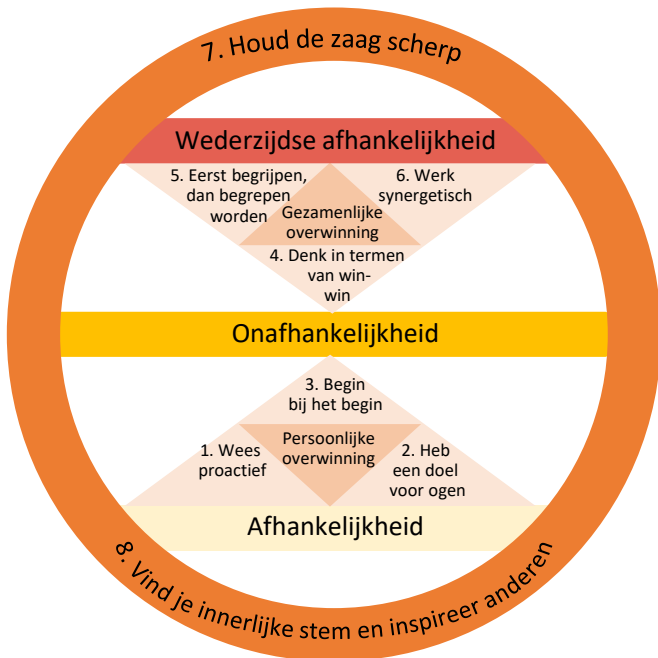 7. Houd de zaag scherp
Wederzijdse afhankelijkheid
5. Eerst begrijpen,
dan begrepen
worden
6. Werk
synergetisch
Gezamenlijke
overwinning
4. Denk in termen
van win-
win
Onafhankelijkheid
3. Begin
bij het begin
1. Wees
proactief
Persoonlijke
overwinning
2. Heb
een doel
voor ogen
Afhankelijkheid
8. Vind je innerlijke stem en inspireer anderen